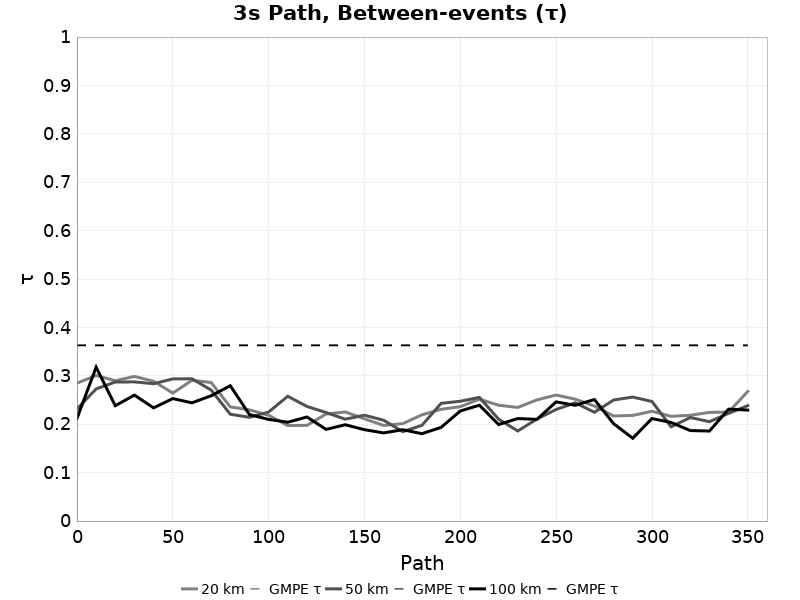 3s Path, Between-events (τ)
1
0.9
0.8
0.7
0.6
0.5
0.4
0.3
0.2
0.1
0
τ
0 50 100 150 200 250 300 350
Path
20 km GMPE τ 50 km GMPE τ 100 km GMPE τ